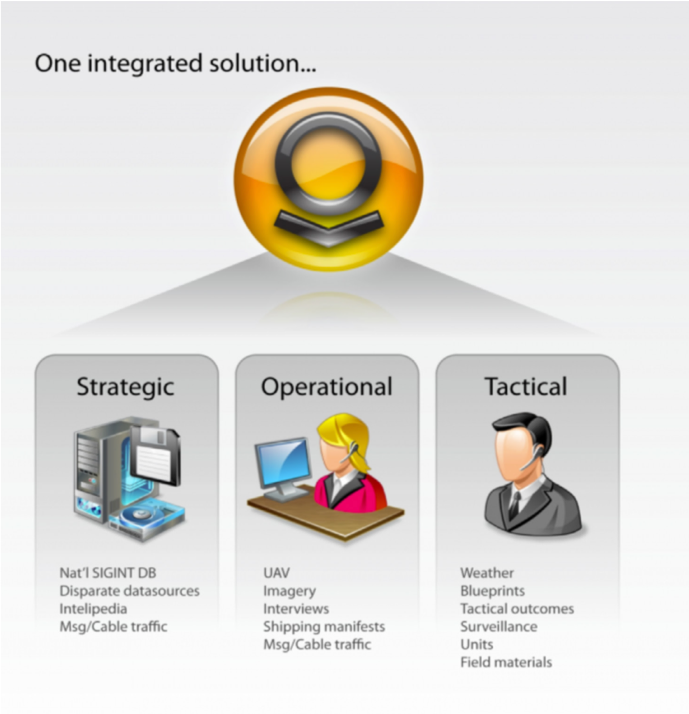 One integrated solution...
Strategic
Nat'l SIGINT DB
Disparate datasources
Intelipedia
Msg/Cable traffic
Operational
UAV
Imagery
Interviews
Shipping manifests
Msg/Cable traffic
Tactical
Weather
Blueprints
Tactical outcomes
Surveillance
Units
Field materials